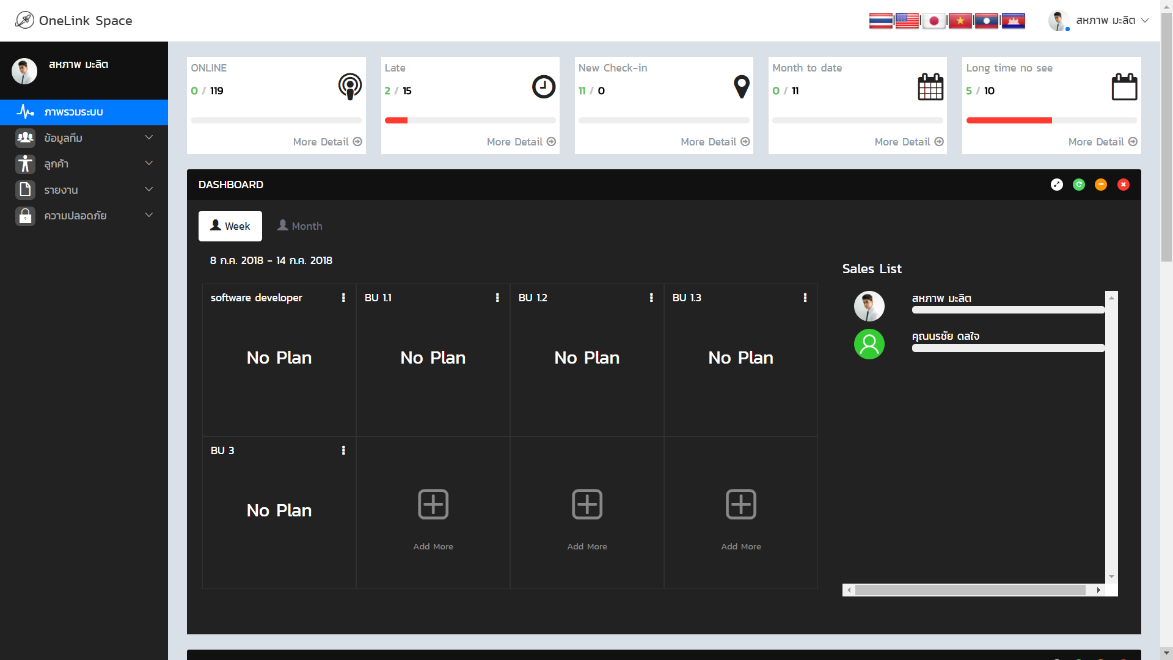 OneLink Space
สหภาพ มะลิต
สหภาพ มะลิต
ภาพรวมระบบ
ข้อมูลทีม
ลูกค้า
รายงาน
ความปลอดภัย
ONLINE
0 / 119
More Detail
Late
2 / 15
More Detail
New Check-in
11 / 0
More Detail
Month to date
0 / 11
More Detail
Long time no see
5 / 10
More Detail
DASHBOARD
Week
Month
8 ก.ค. 2018 - 14 ก.ค. 2018
software developer
No Plan
BU 1.1
No Plan
BU 1.2
No Plan
BU 1.3
No Plan
BU 3
No Plan
Add More
Add More
Add More
Sales List
สหภาพ มะลิต
คุณนรชัย ดลใจ